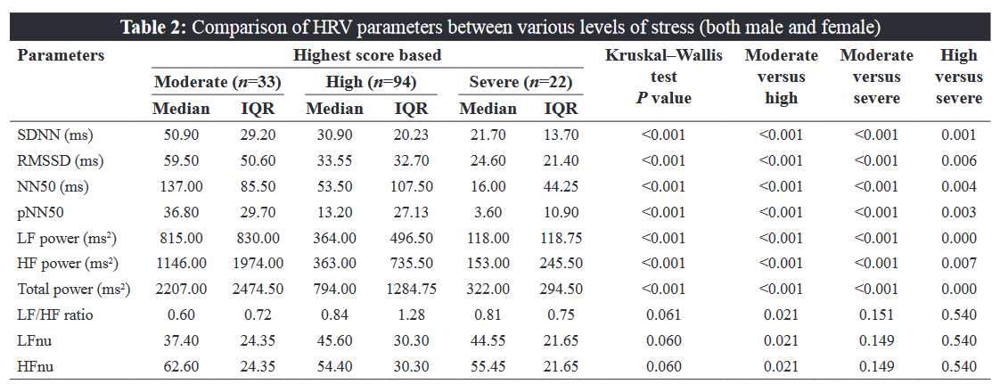 Table 2: Comparison of HRV parameters between various levels of stress (both male and female)
Parameters Highest score based Kruskal–Wallis test P value Moderate versus high Moderate versus severe High versus severe
Moderate (n=33) High (n=94) Severe (n=22)
Median IQR Median IQR Median IQR
SDNN (ms) 50.90 29.20 30.90 20.23 21.70 13.70 <0.001 <0.001 <0.001 0.001
RMSSD (ms) 59.50 50.60 33.55 32.70 24.60 21.40 <0.001 <0.001 <0.001 0.006
NN50 (ms) 137.00 85.50 53.50 107.50 16.00 44.25 <0.001 <0.001 <0.001 0.004
pNN50 36.80 29.70 13.20 27.13 3.60 10.90 <0.001 <0.001 <0.001 0.003
LF power (ms²) 815.00 830.00 364.00 496.50 118.00 118.75 <0.001 <0.001 <0.001 0.000
HF power (ms²) 1146.00 1974.00 363.00 735.50 153.00 245.50 <0.001 <0.001 <0.001 0.007
Total power (ms²) 2207.00 2474.50 794.00 1284.75 322.00 294.50 <0.001 <0.001 <0.001 0.000
LF/HF ratio 0.60 0.72 0.84 1.28 0.81 0.75 0.061 0.021 0.151 0.540
LFnu 37.40 24.35 45.60 30.30 44.55 21.65 0.060 0.021 0.149 0.540
HFnu 62.60 24.35 54.40 30.30 55.45 21.65 0.060 0.021 0.149 0.540